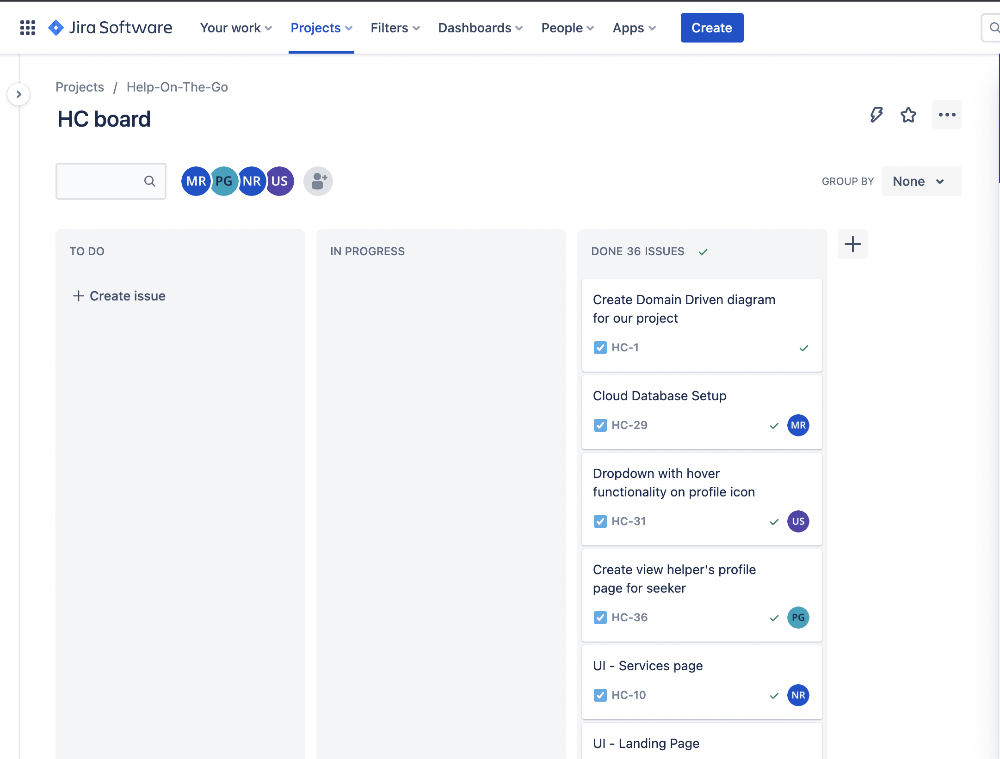 Jira Software Your work Projects Filters Dashboards People Apps Create
Projects / Help-On-The-Go
HC board
MR PG NR US GROUP BY None
TO DO IN PROGRESS DONE 36 ISSUES
Create issue
Create Domain Driven diagram
for our project
HC-1
Cloud Database Setup
HC-29 MR
Dropdown with hover
functionality on profile icon
HC-31 US
Create view helper's profile
page for seeker
HC-36 PG
UI - Services page
HC-10 NR
UI - Landing Page